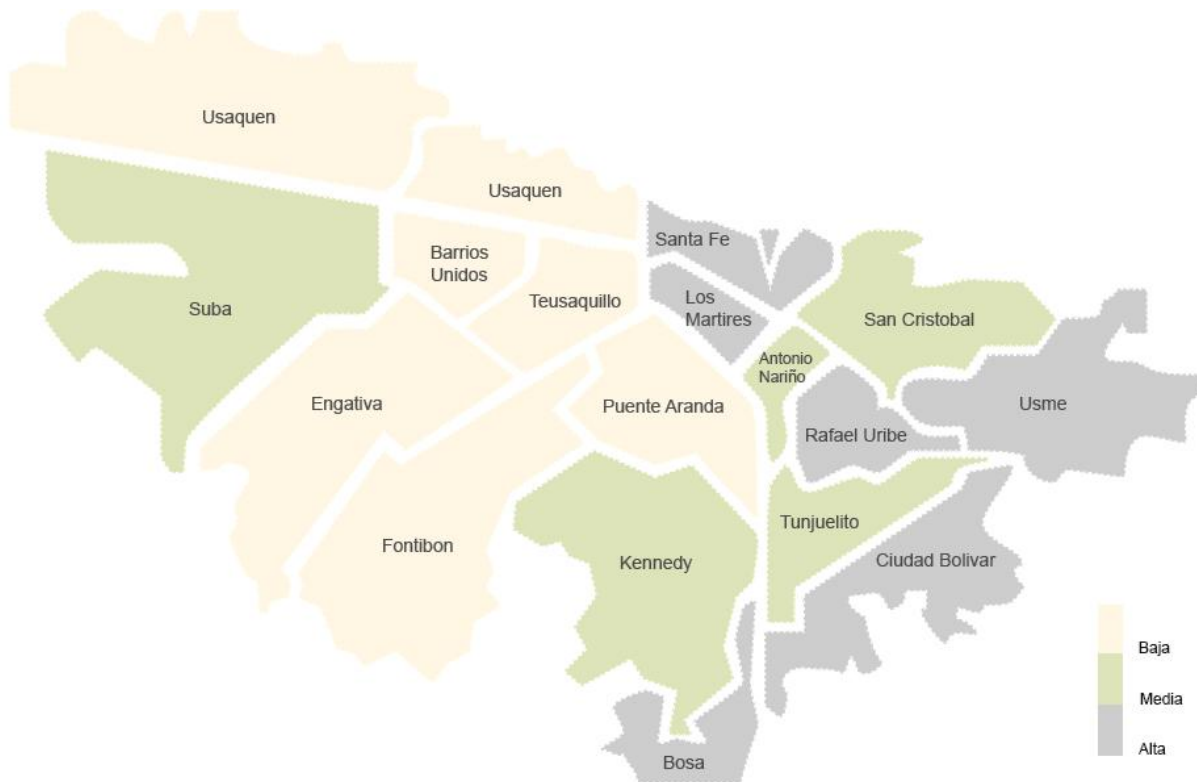 Usaquen
Usaquen
Santa Fe
Barrios
Unidos
Teusaquillo
Los
Martires
Suba
San Cristobal
Antonio
Nariño
Engativa
Puente Aranda
Usme
Rafael Uribe
Tunjuelito
Fontibon
Kennedy
Ciudad Bolivar
Bosa
Baja
Media
Alta